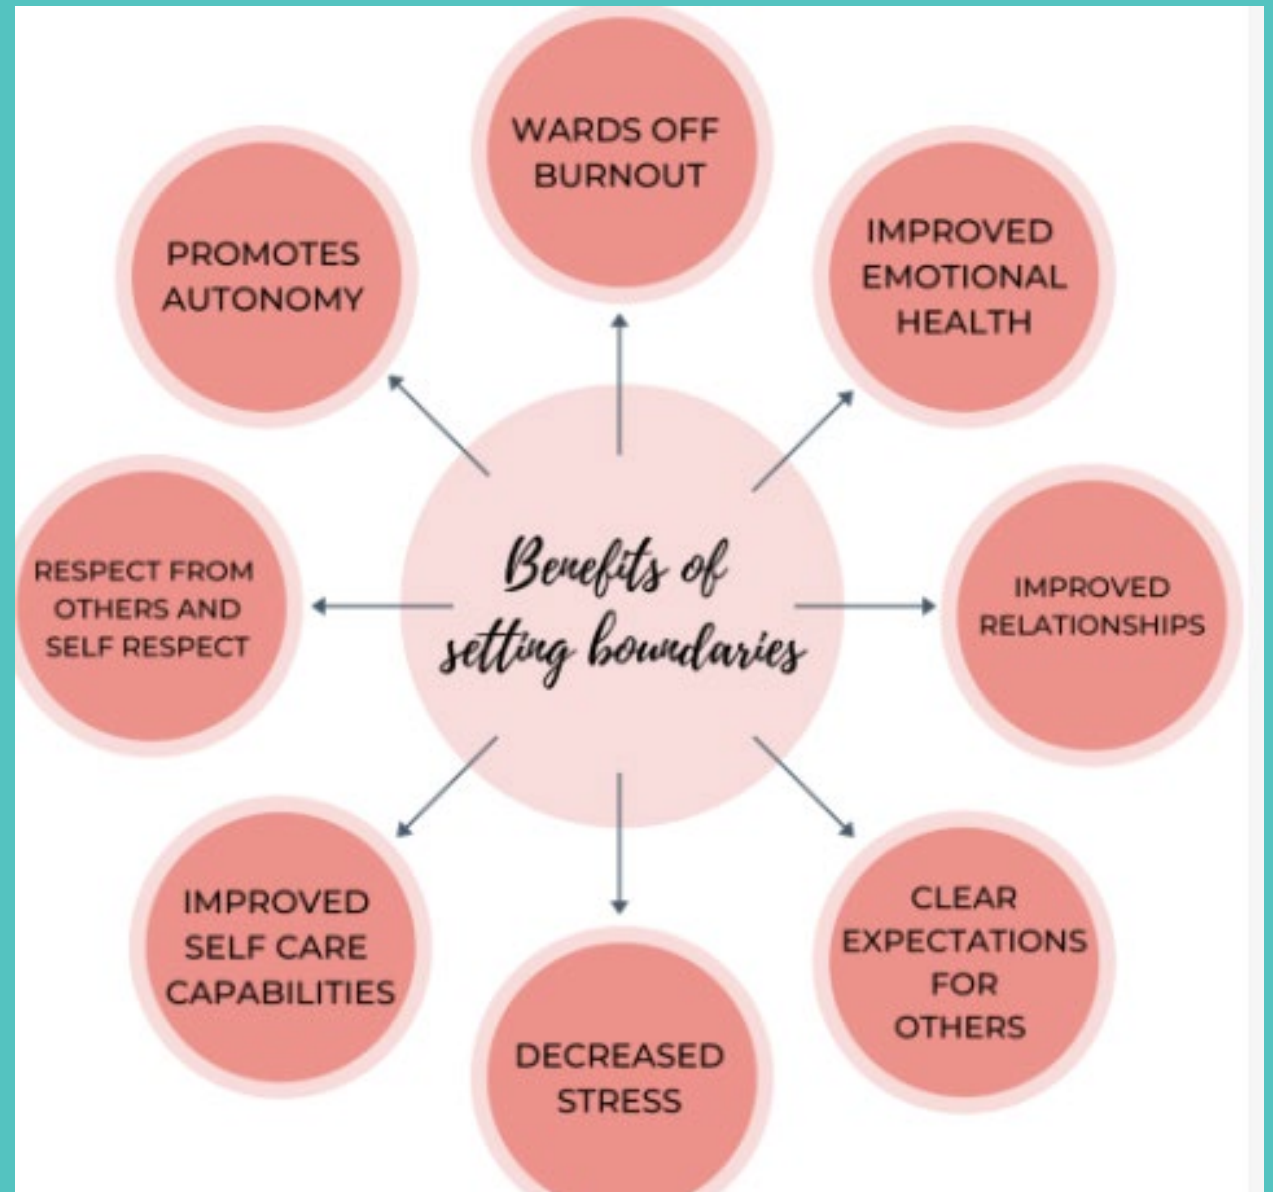 WARDS OFF
BURNOUT
IMPROVED
EMOTIONAL
HEALTH
IMPROVED
RELATIONSHIPS
CLEAR
EXPECTATIONS
FOR
OTHERS
DECREASED
STRESS
IMPROVED
SELF CARE
CAPABILITIES
RESPECT FROM
OTHERS AND
SELF RESPECT
PROMOTES
AUTONOMY
Benefits of
setting boundaries